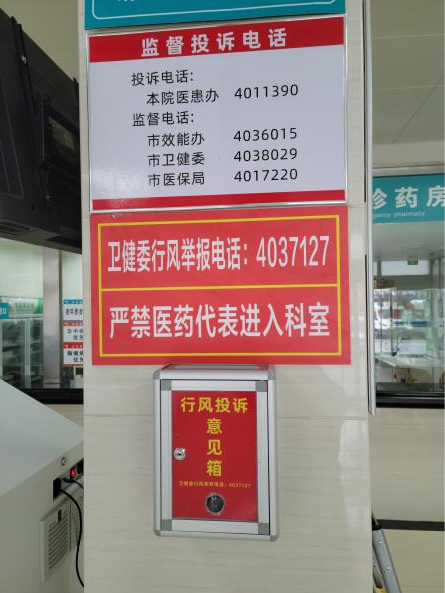 监督投诉电话
投诉电话:
本院医患办 4011390
监督电话:
市效能办 4036015
市卫健委 4038029
市医保局 4017220
卫健委行风举报电话: 4037127
严禁医药代表进入科室
行风投诉
意
见
箱
卫健委行风举报电话: 4037127
诊药房
gency pharmacy